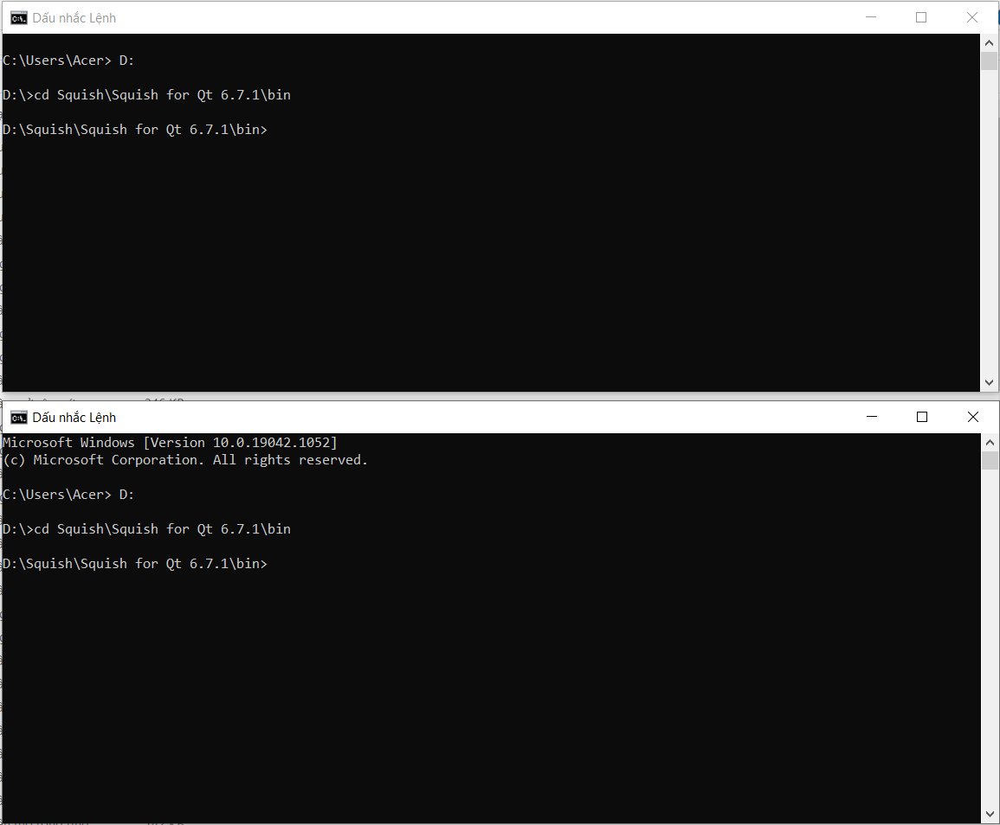 Dấu nhắc Lệnh
C:\Users\Acer> D:
D:\>cd Squish\Squish for Qt 6.7.1\bin
D:\Squish\Squish for Qt 6.7.1\bin>
Dấu nhắc Lệnh
Microsoft Windows [Version 10.0.19042.1052]
(c) Microsoft Corporation. All rights reserved.
C:\Users\Acer> D:
D:\>cd Squish\Squish for Qt 6.7.1\bin
D:\Squish\Squish for Qt 6.7.1\bin>